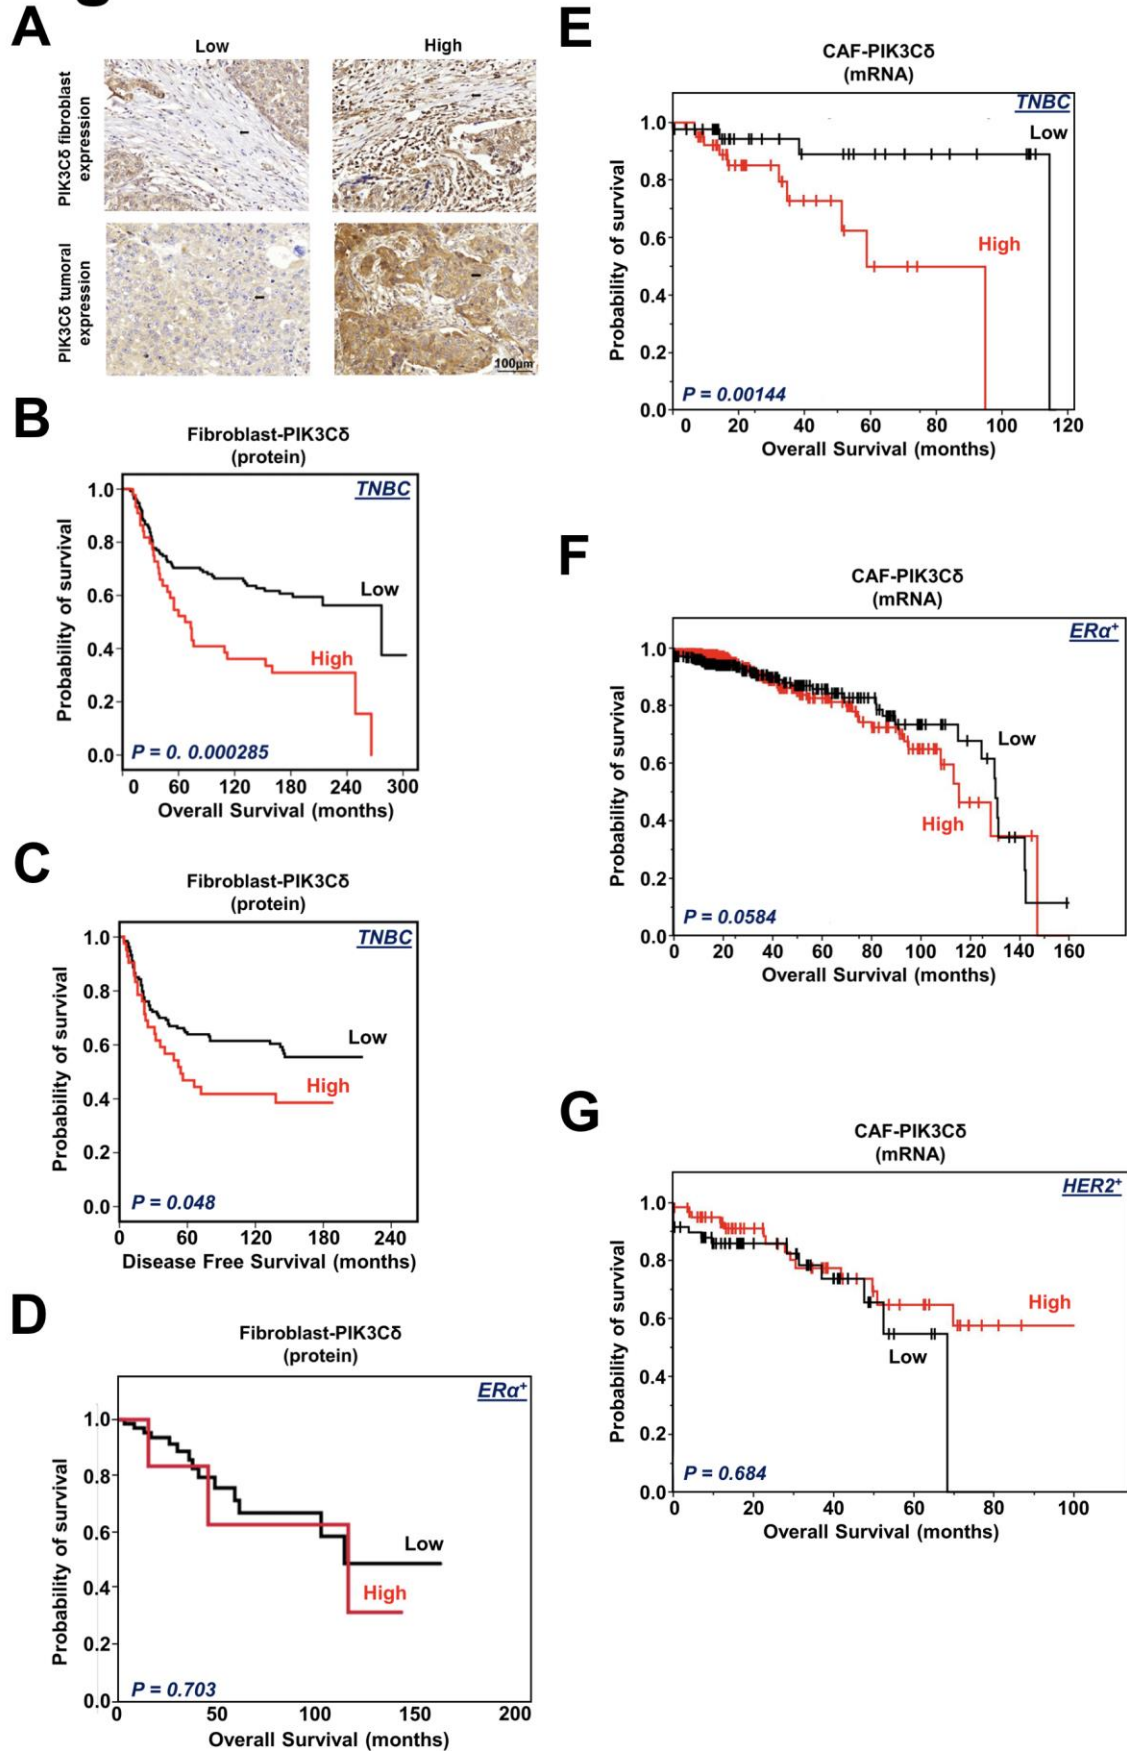 A
Low
High
PIK3Cδ fibroblast
expression
PIK3Cδ tumoral
expression
100µm
B
Fibroblast-PIK3Cδ
(protein)
TNBC
Probability of survival
1.0
0.8
0.6
0.4
0.2
0.0
Low
High
P = 0. 0.000285
0 60 120 180 240 300
Overall Survival (months)
C
Fibroblast-PIK3Cδ
(protein)
TNBC
Probability of survival
1.0
0.8
0.6
0.4
0.2
0.0
Low
High
P = 0.048
0 60 120 180 240
Disease Free Survival (months)
D
Fibroblast-PIK3Cδ
(protein)
ERα⁺
Probability of survival
1.0
0.8
0.6
0.4
0.2
0.0
Low
High
P = 0.703
0 50 100 150 200
Overall Survival (months)
E
CAF-PIK3Cδ
(mRNA)
TNBC
Probability of survival
1.0
0.8
0.6
0.4
0.2
0.0
Low
High
P = 0.00144
0 20 40 60 80 100 120
Overall Survival (months)
F
CAF-PIK3Cδ
(mRNA)
ERα⁺
Probability of survival
1.0
0.8
0.6
0.4
0.2
0.0
Low
High
P = 0.0584
0 20 40 60 80 100 120 140 160
Overall Survival (months)
G
CAF-PIK3Cδ
(mRNA)
HER2⁺
Probability of survival
1.0
0.8
0.6
0.4
0.2
0.0
High
Low
P = 0.684
0 20 40 60 80 100
Overall Survival (months)